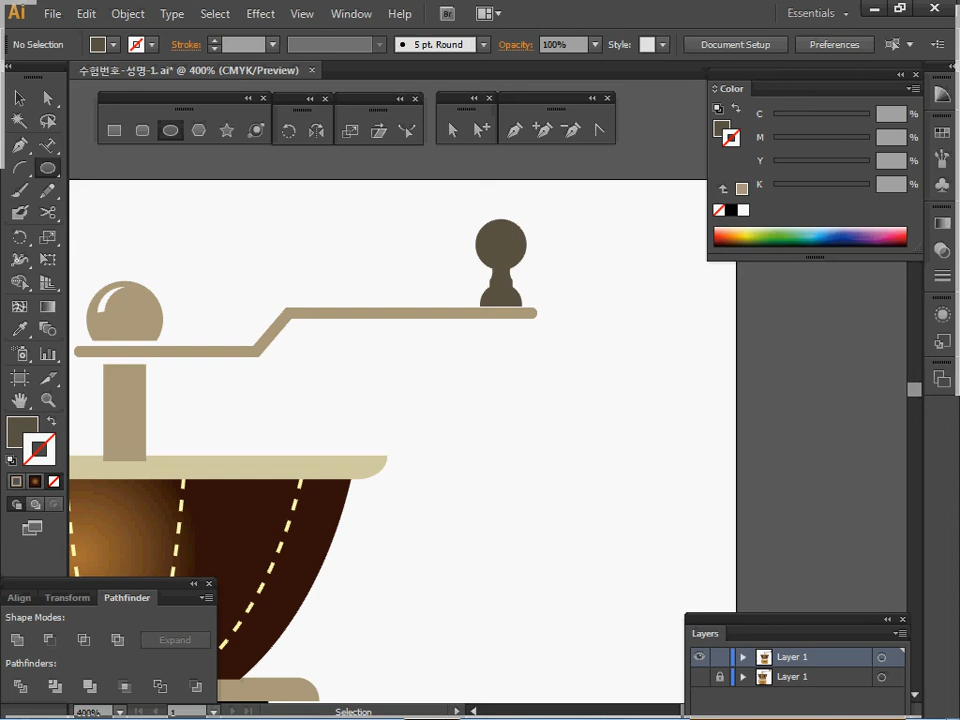 Ai File Edit Object Type Select Effect View Window Help Br Essentials
No Selection Stroke: 5 pt. Round Opacity: 100% Style: Document Setup Preferences
수험번호-성명-1. ai* @ 400% (CMYK/Preview)
Color
C %
M %
Y %
K %
Align Transform Pathfinder
Shape Modes:
Expand
Pathfinders:
Layers
Layer 1
Layer 1
400% 1 Selection